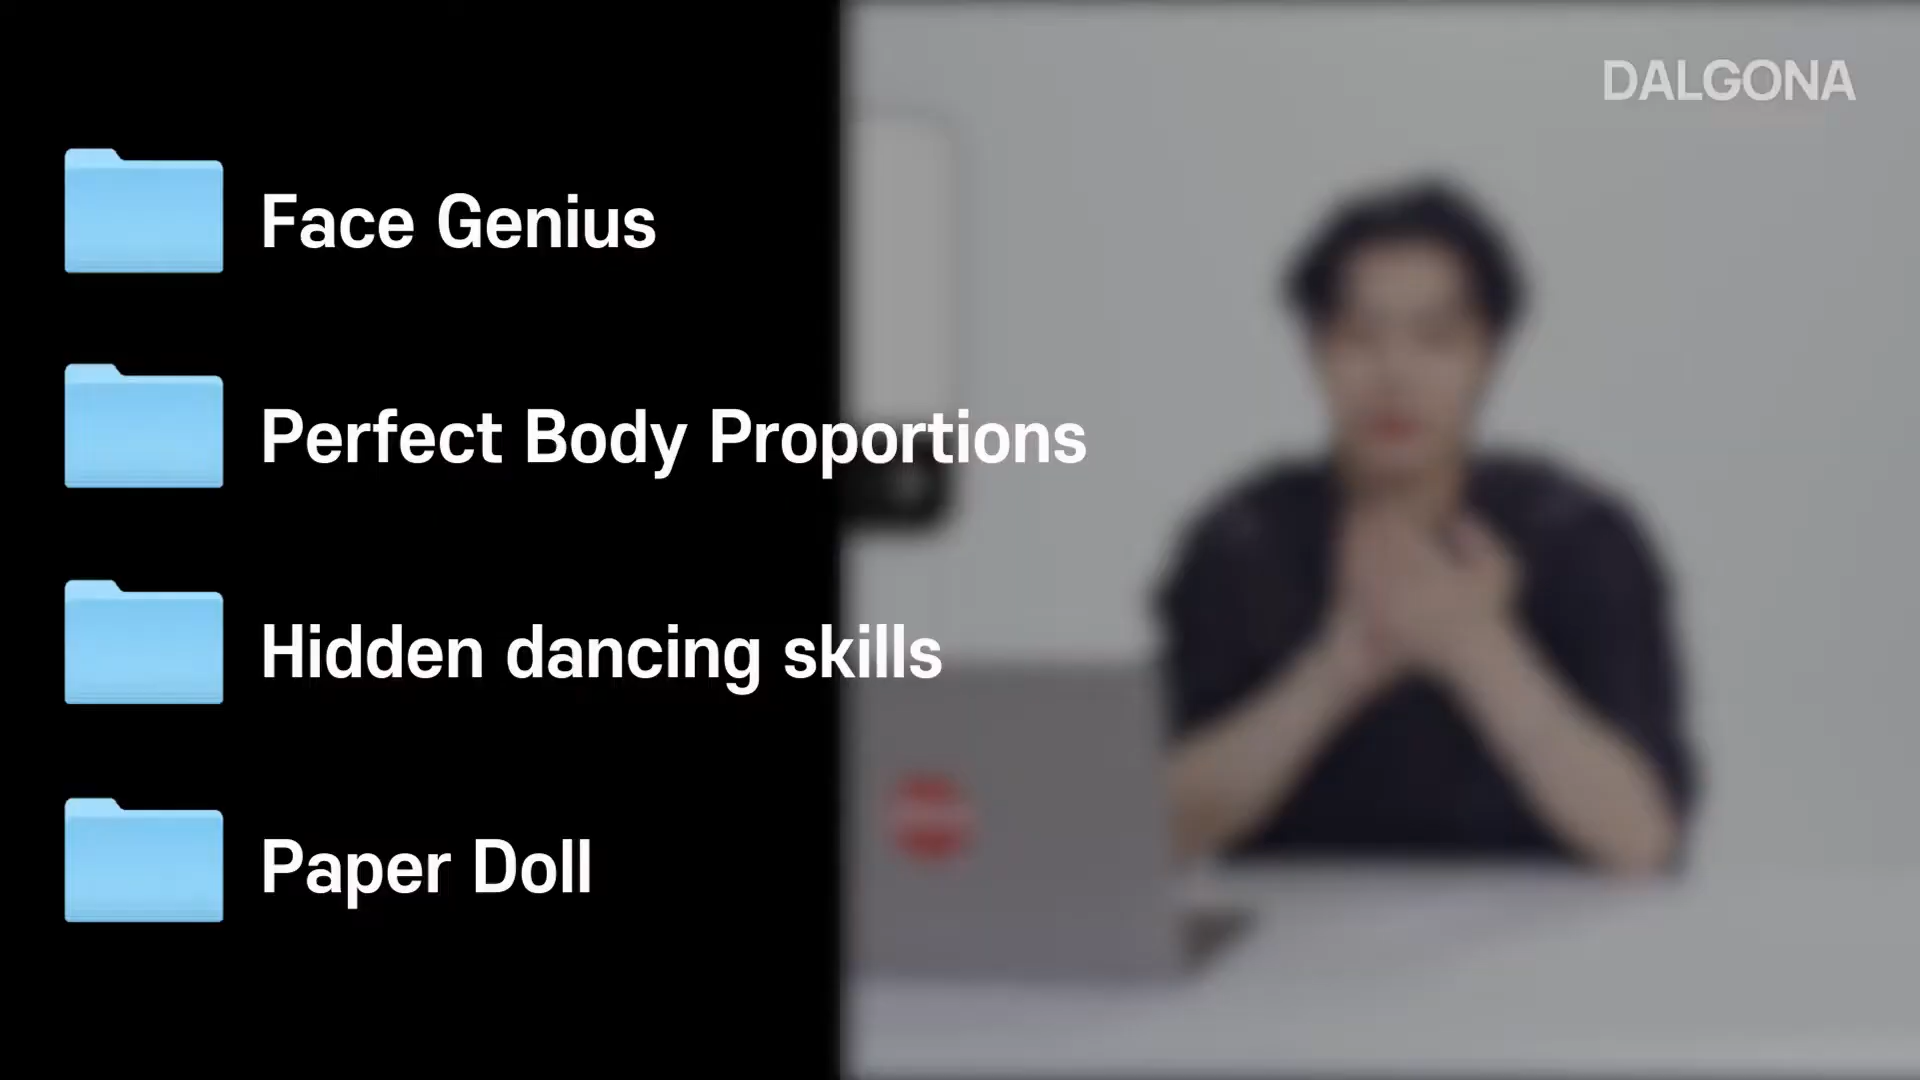 DALGONA
Face Genius
Perfect Body Proportions
Hidden dancing skills
Paper Doll